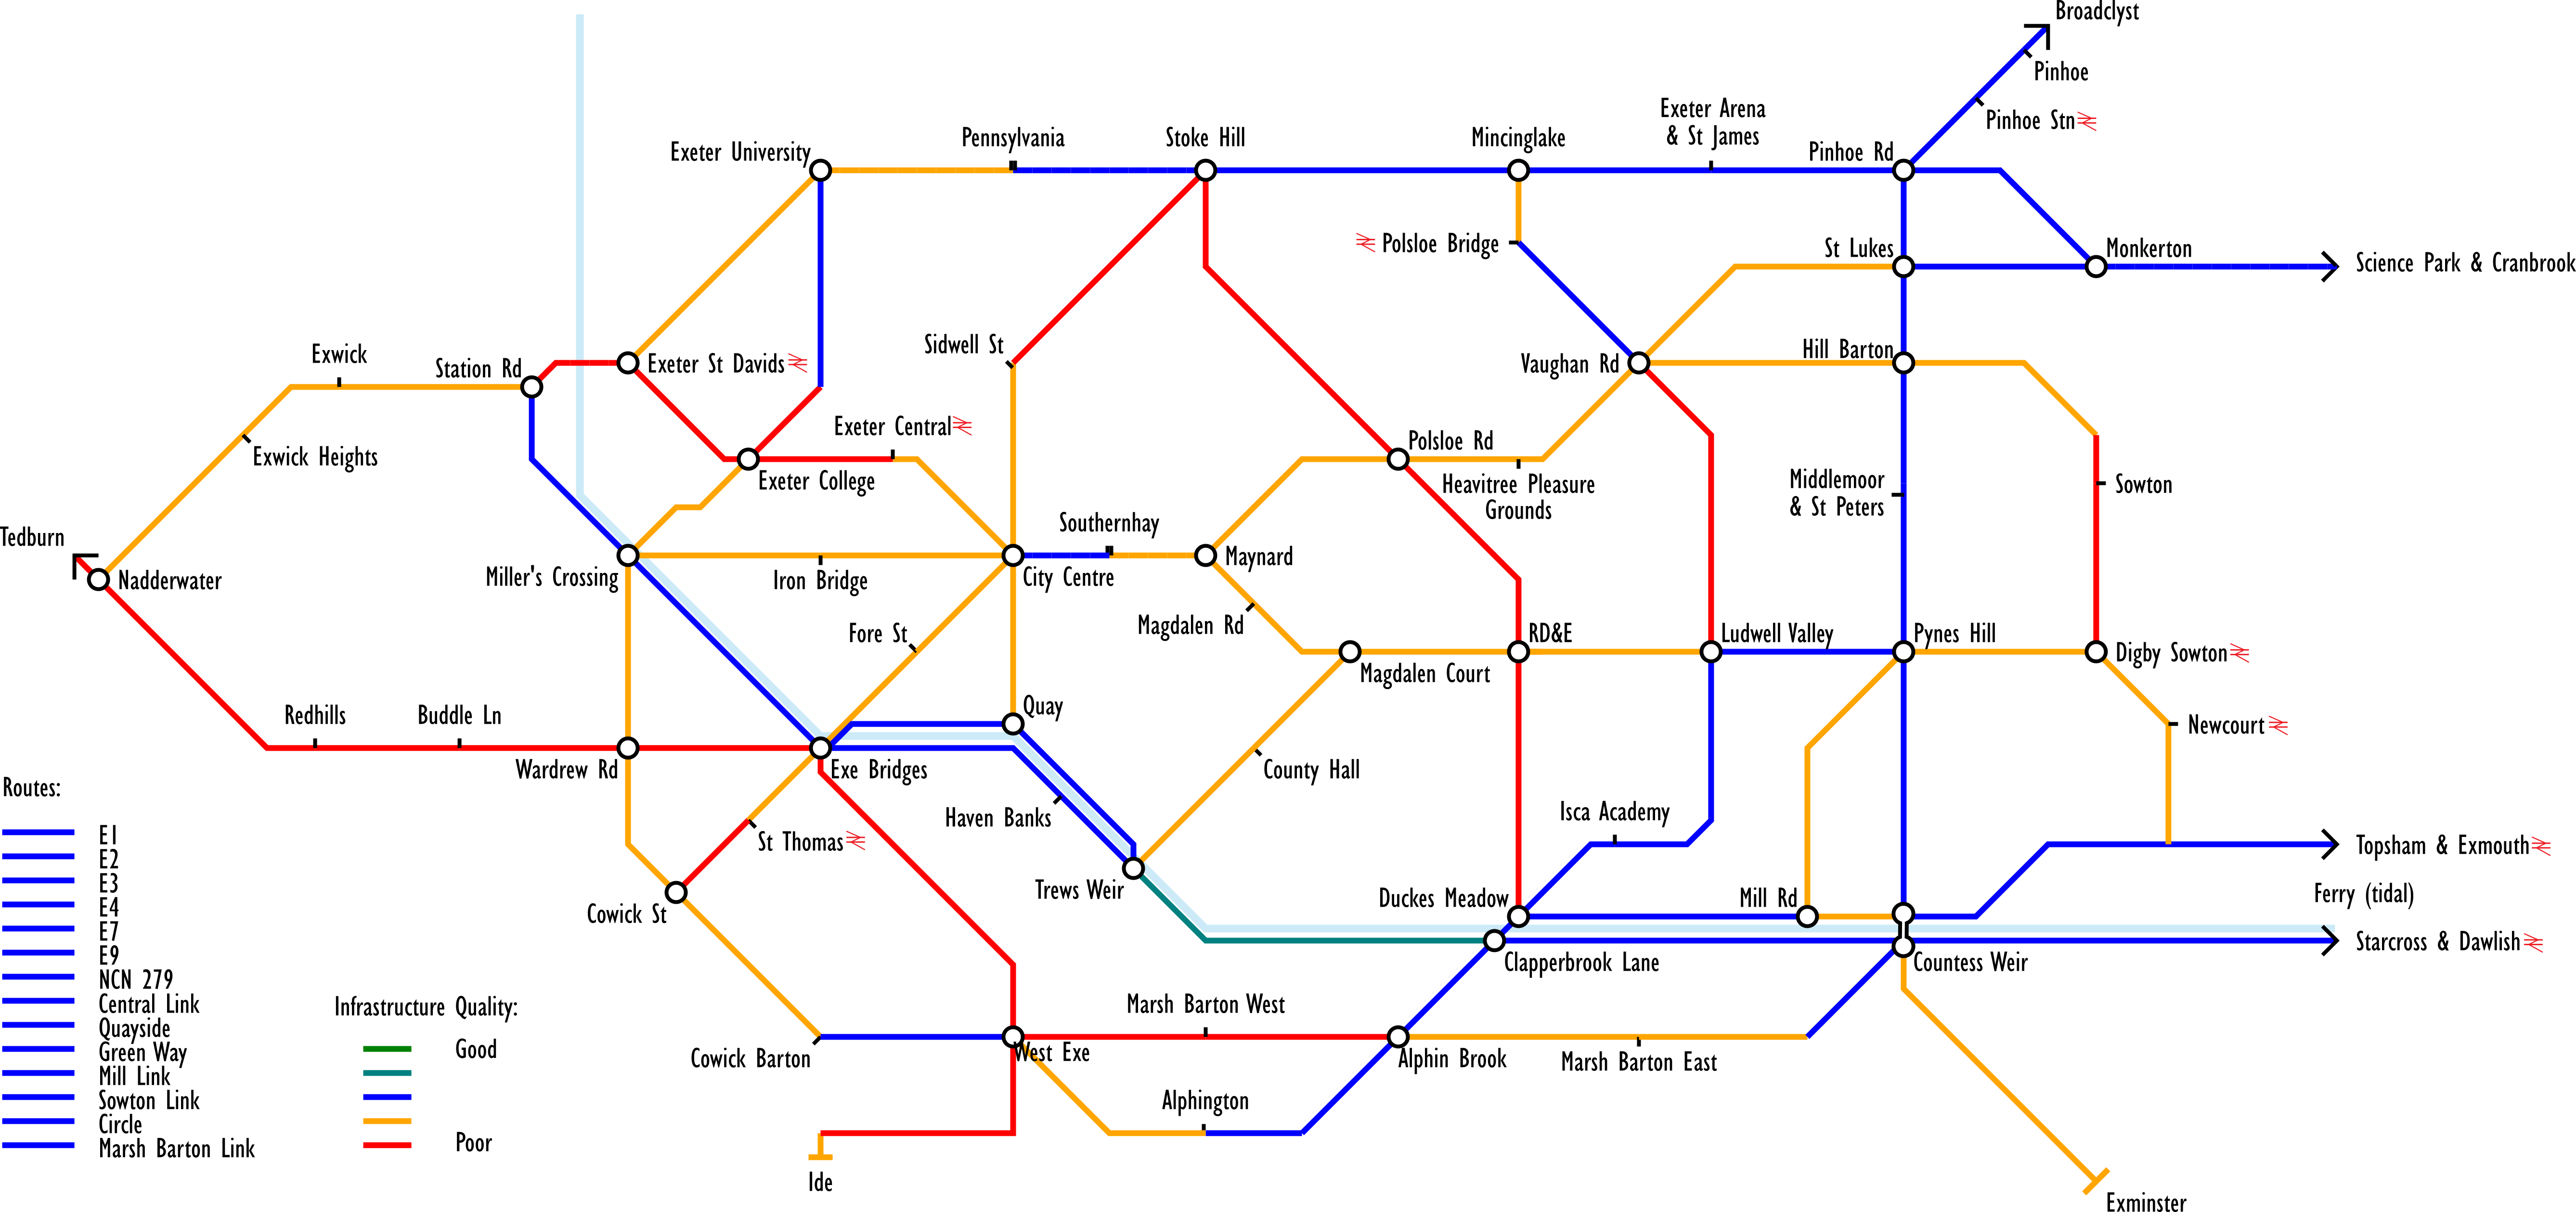 Broadclyst
Pinhoe
Pinhoe Stn
Exeter Arena
& St James
Pennsylvania
Stoke Hill
Mincinglake
Exeter University
Pinhoe Rd
Polsloe Bridge
St Lukes
Monkerton
Science Park & Cranbrook
Exwick
Station Rd
Exeter St Davids
Sidwell St
Vaughan Rd
Hill Barton
Exwick Heights
Exeter Central
Exeter College
Polsloe Rd
Heavitree Pleasure
Grounds
Middlemoor
& St Peters
Sowton
Tedburn
Nadderwater
Miller's Crossing
Iron Bridge
City Centre
Southernhay
Maynard
Magdalen Rd
Fore St
RD&E
Ludwell Valley
Pynes Hill
Digby Sowton
Magdalen Court
Redhills
Buddle Ln
Quay
Newcourt
Wardrew Rd
Exe Bridges
County Hall
Haven Banks
Isca Academy
St Thomas
Topsham & Exmouth
Trews Weir
Duckes Meadow
Mill Rd
Ferry (tidal)
Cowick St
Starcross & Dawlish
Clapperbrook Lane
Countess Weir
Marsh Barton West
Cowick Barton
West Exe
Alphin Brook
Marsh Barton East
Alphington
Ide
Exminster
Routes:
E1
E2
E3
E4
E7
E9
NCN 279
Central Link
Quayside
Green Way
Mill Link
Sowton Link
Circle
Marsh Barton Link
Infrastructure Quality:
Good
Poor